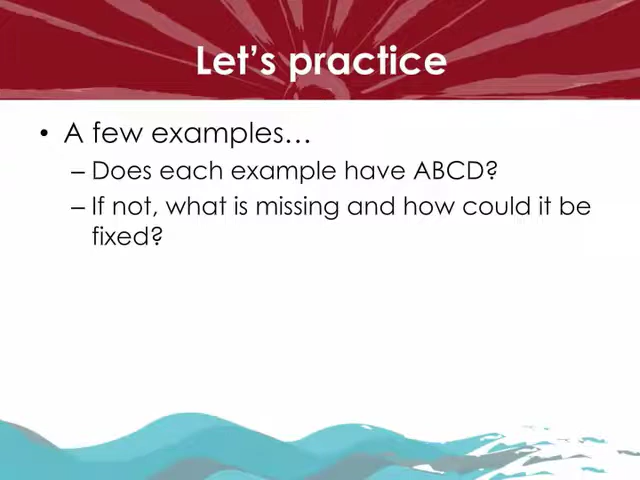 Let's practice
• A few examples…
– Does each example have ABCD?
– If not, what is missing and how could it be
fixed?